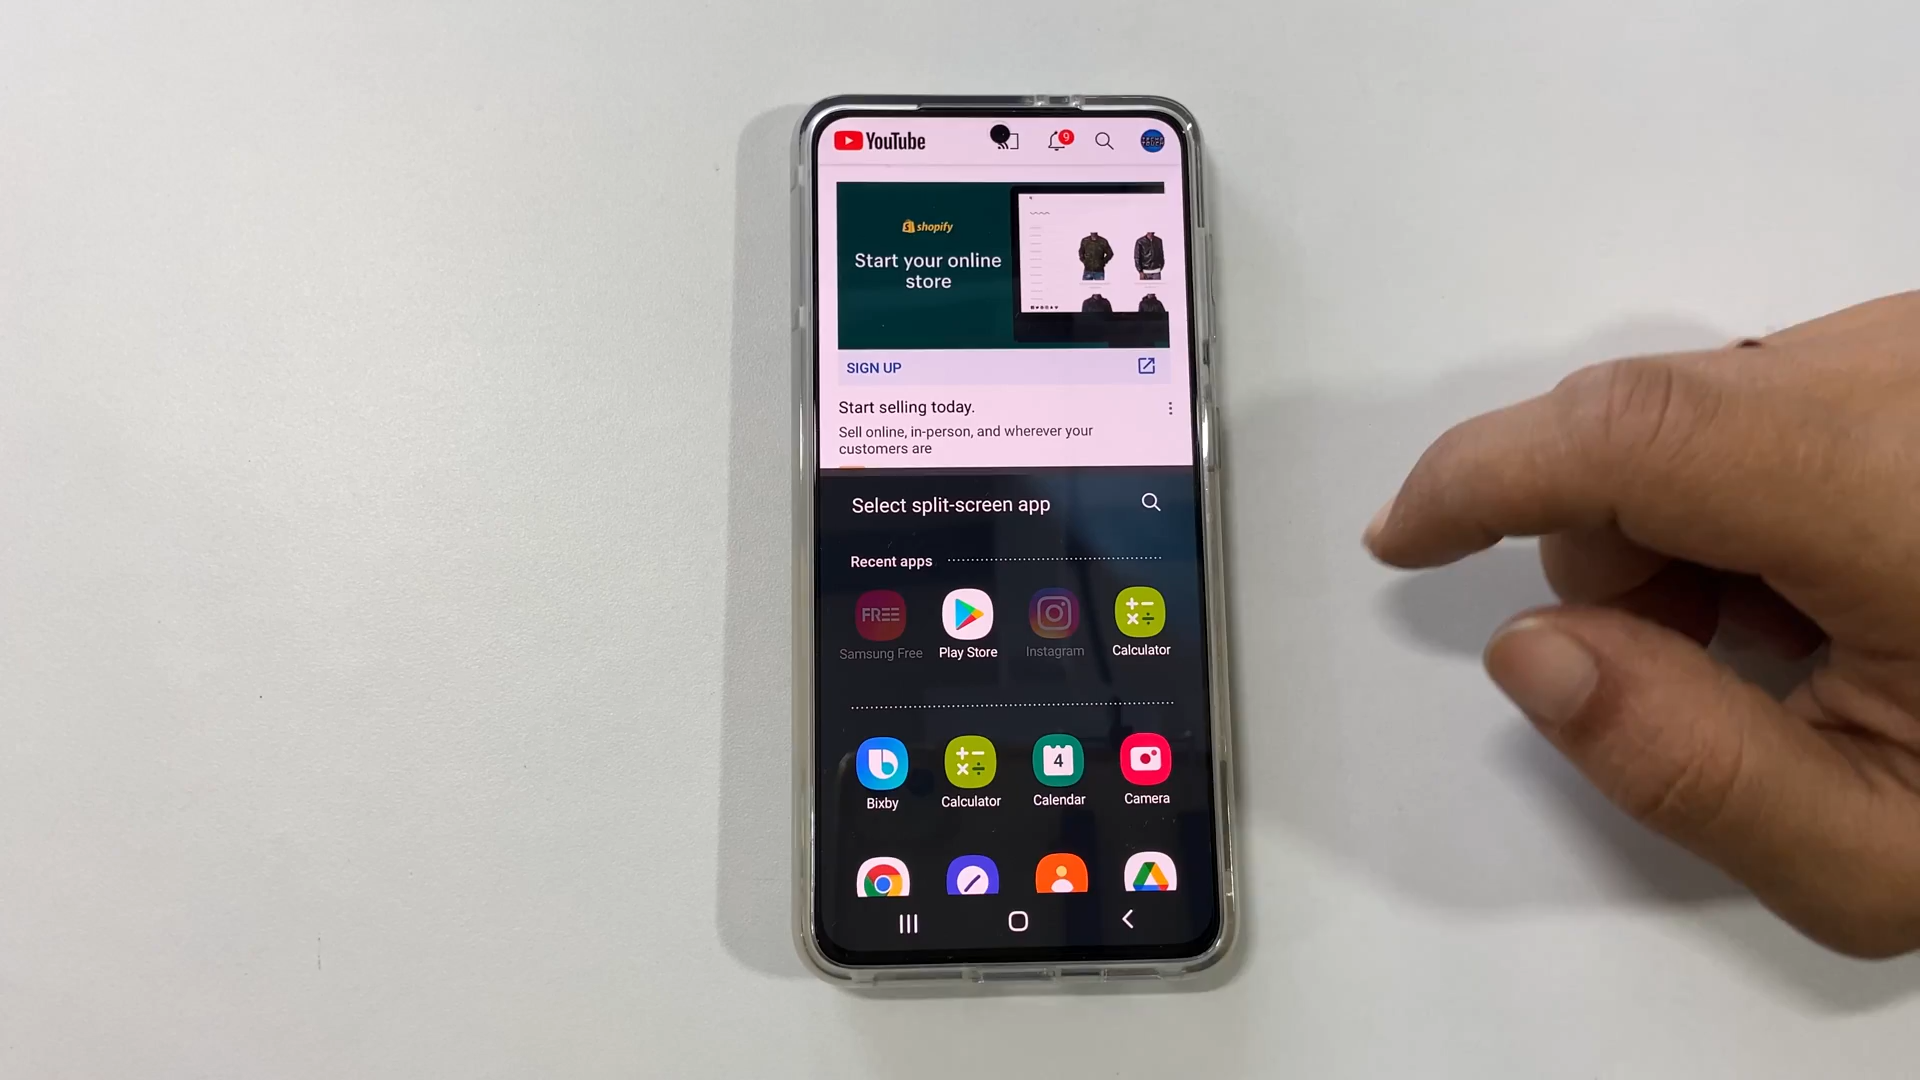 YouTube
9
shopify
Start your online
store
SIGN UP
Start selling today.
Sell online, in-person, and wherever your
customers are
Select split-screen app
Recent apps
FREE
Samsung Free
Play Store
Instagram
Calculator
4
Bixby
Calculator
Calendar
Camera